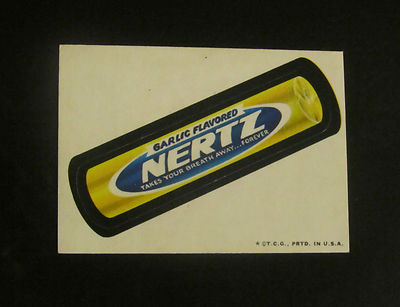 GARLIC FLAVORED
NERTZ
TAKES YOUR BREATH AWAY...FOREVER
* ©T.C.G., PRTD. IN U.S.A.